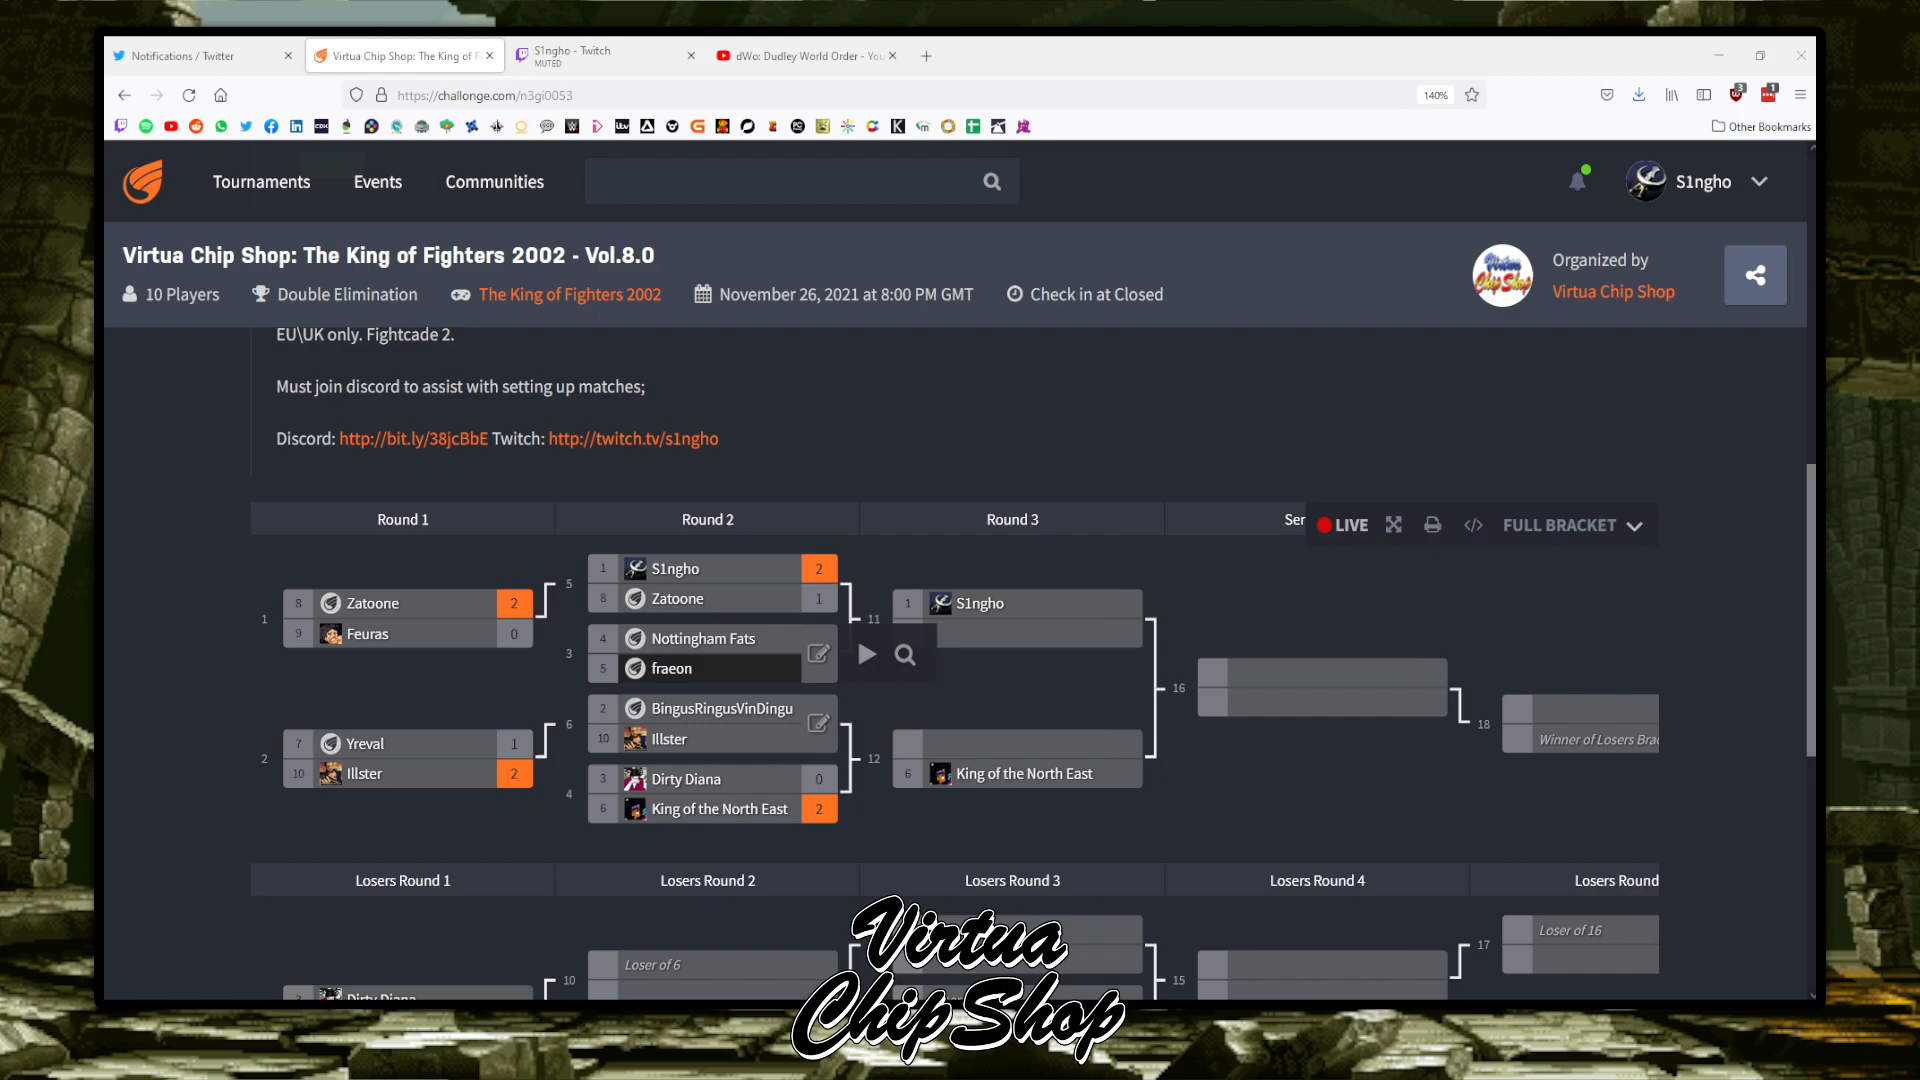 Notifications / Twitter
Virtua Chip Shop: The King of F
S1ngho - Twitch
MUTED
dWo: Dudley World Order - You
https://challonge.com/n3gi0053
140%
3
1
Other Bookmarks
Tournaments
Events
Communities
S1ngho
Virtua Chip Shop: The King of Fighters 2002 - Vol.8.0
10 Players
Double Elimination
The King of Fighters 2002
November 26, 2021 at 8:00 PM GMT
Check in at Closed
Organized by
Virtua Chip Shop
EU\UK only. Fightcade 2.
Must join discord to assist with setting up matches;
Discord: http://bit.ly/38jcBbE Twitch: http://twitch.tv/s1ngho
Round 1
Round 2
Round 3
Ser
LIVE
FULL BRACKET
1
8 Zatoone 2
9 Feuras 0
2
7 Yreval 1
10 Illster 2
5
1 S1ngho 2
8 Zatoone 1
3
4 Nottingham Fats
5 fraeon
6
2 BingusRingusVinDingu
10 Illster
4
3 Dirty Diana 0
6 King of the North East 2
11
1 S1ngho
12
6 King of the North East
16
18
Winner of Losers Brac
Losers Round 1
Losers Round 2
Losers Round 3
Losers Round 4
Losers Round
Dirty Diana
10
Loser of 6
15
17
Loser of 16
Virtua
Chip Shop